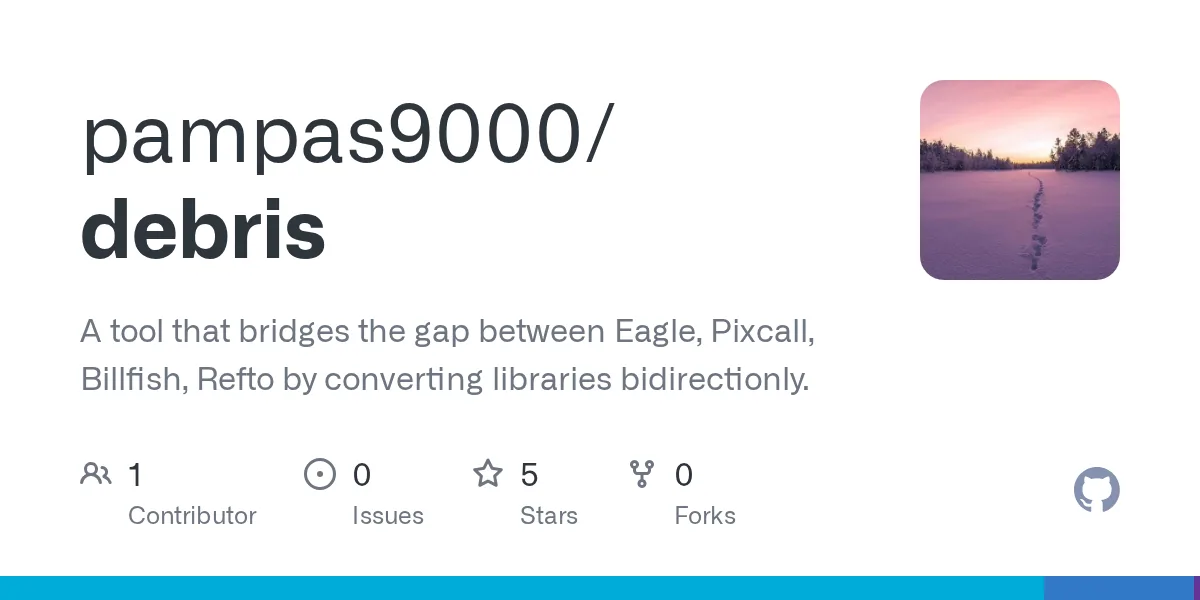 pampas9000/
debris
A tool that bridges the gap between Eagle, Pixcall,
Billfish, Refto by converting libraries bidirectionly.
1
Contributor
0
Issues
5
Stars
0
Forks